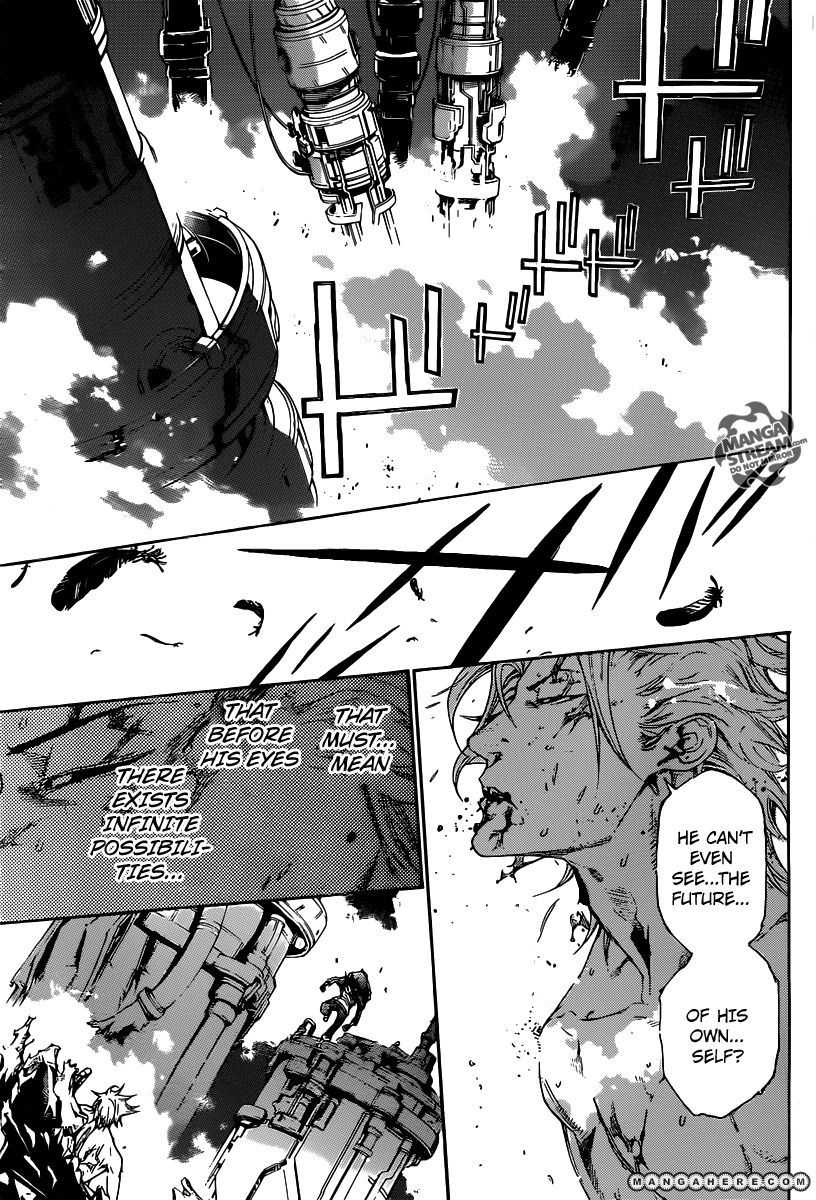 MANGA
STREAM.com
DO NOT MIRROR
HE CAN'T
EVEN
SEE...THE
FUTURE...
OF HIS
OWN...
SELF?
THAT
MUST...
MEAN
THAT
BEFORE
HIS EYES
THERE
EXISTS
INFINITE
POSSIBILI-
TIES...
MANGAHERE.COM